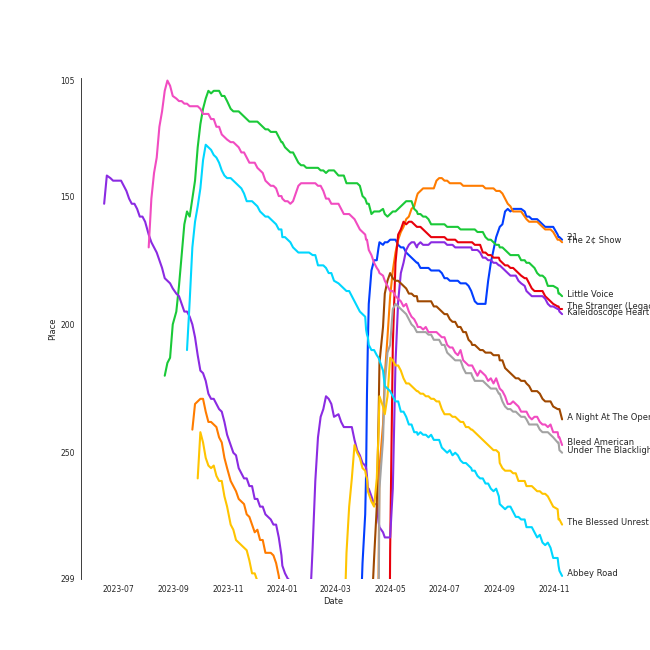 105
150
200
250
299
Place
2023-07
2023-09
2023-11
2024-01
2024-03
2024-05
2024-07
2024-09
2024-11
Date
21
The 2¢ Show
Little Voice
The Stranger (Legac
Kaleidoscope Heart
A Night At The Oper
Bleed American
Under The Blacklight
The Blessed Unrest
Abbey Road